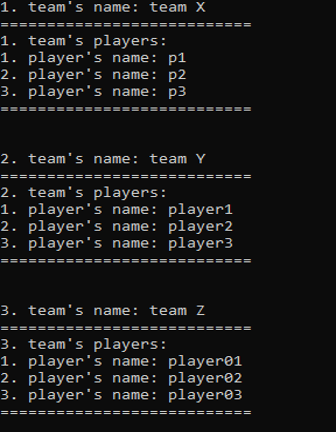 1. team's name: team X
===========================
1. team's players:
1. player's name: p1
2. player's name: p2
3. player's name: p3
===========================
2. team's name: team Y
===========================
2. team's players:
1. player's name: player1
2. player's name: player2
3. player's name: player3
===========================
3. team's name: team Z
===========================
3. team's players:
1. player's name: player01
2. player's name: player02
3. player's name: player03
===========================